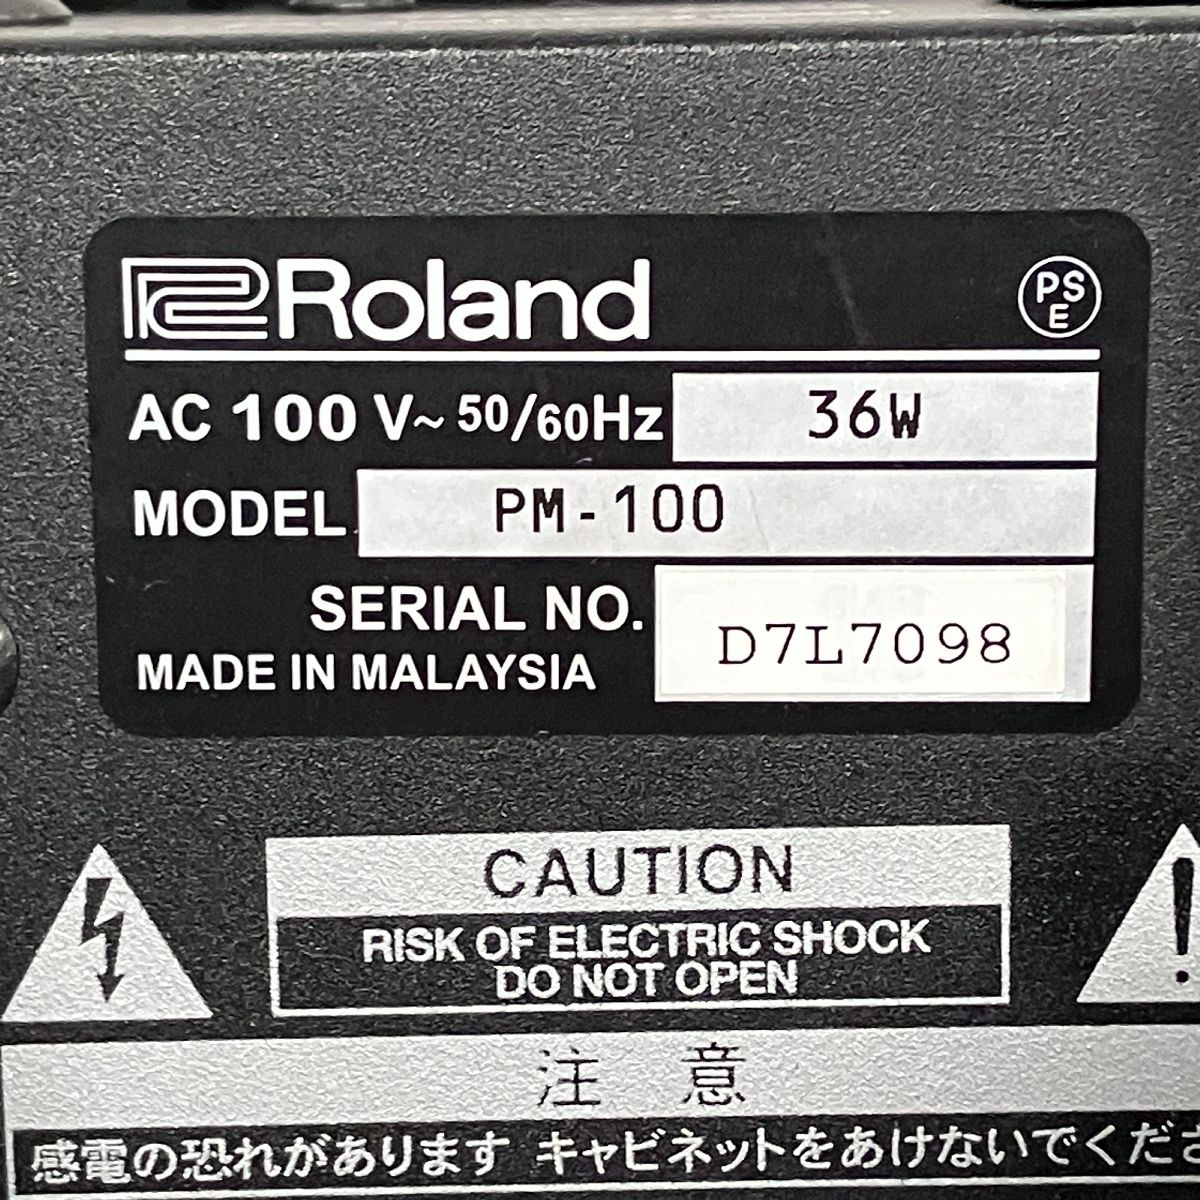 Roland
PSE
AC 100 V~ 50/60Hz 36W
MODEL PM-100
SERIAL NO. D7L7098
MADE IN MALAYSIA
CAUTION
RISK OF ELECTRIC SHOCK
DO NOT OPEN
注 意
感電の恐れがあります キャビネットをあけないでくださ